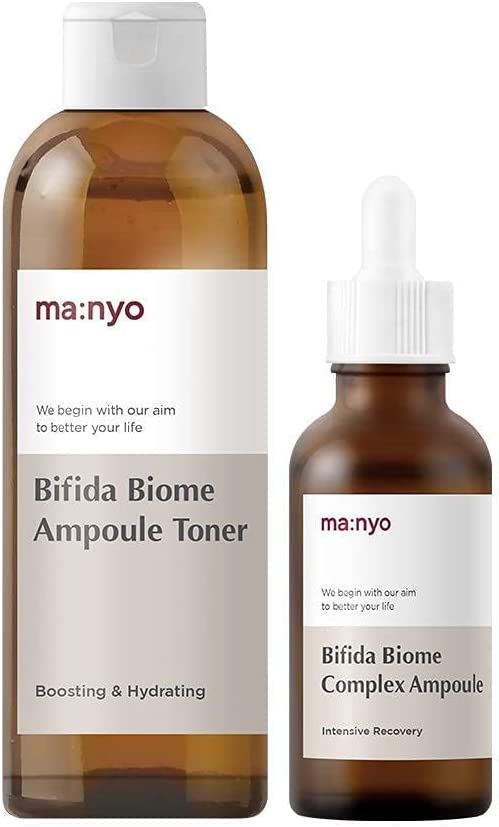 ma:nyo
We begin with our aim
to better your life
Bifida Biome
Ampoule Toner
Boosting & Hydrating
ma:nyo
We begin with our aim
to better your life
Bifida Biome
Complex Ampoule
Intensive Recovery